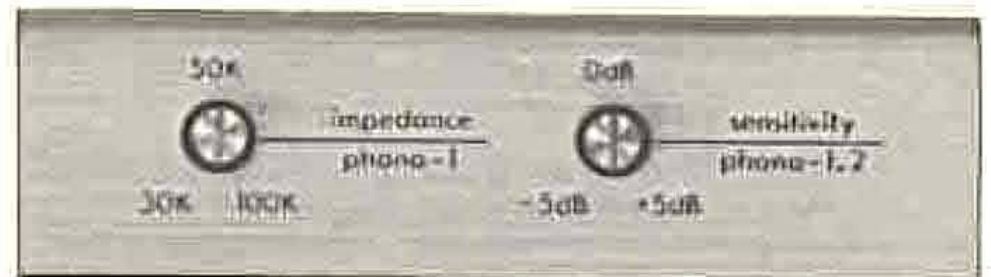 50K 0dB
impedance sensitivity
phono-1 phono-1,2
30K 100K -5dB +5dB